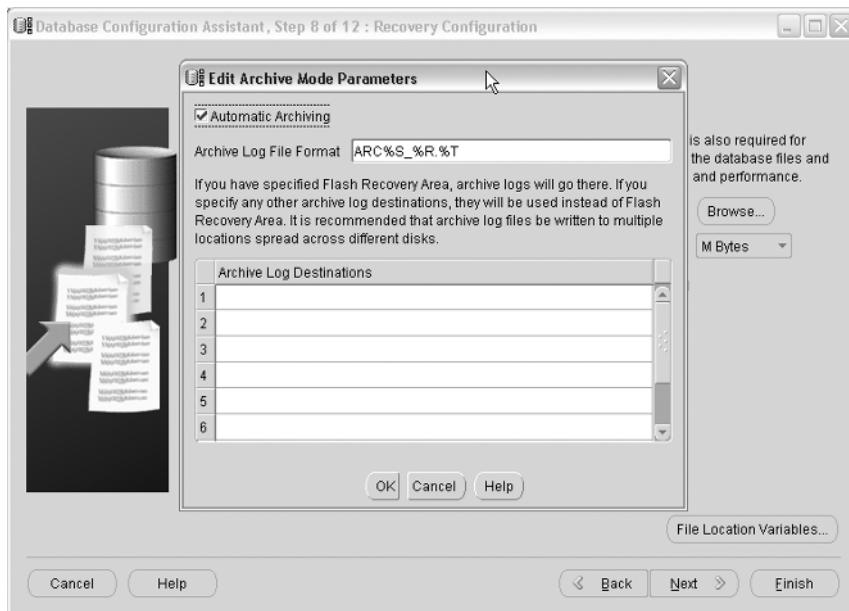 Database Configuration Assistant, Step 8 of 12 : Recovery Configuration
Edit Archive Mode Parameters
Automatic Archiving
Archive Log File Format ARC%S_%R.%T
If you have specified Flash Recovery Area, archive logs will go there. If you
specify any other archive log destinations, they will be used instead of Flash
Recovery Area. It is recommended that archive log files be written to multiple
locations spread across different disks.
Archive Log Destinations
1
2
3
4
5
6
OK Cancel Help
is also required for
the database files and
and performance.
Browse...
M Bytes
File Location Variables...
Cancel Help Back Next Finish